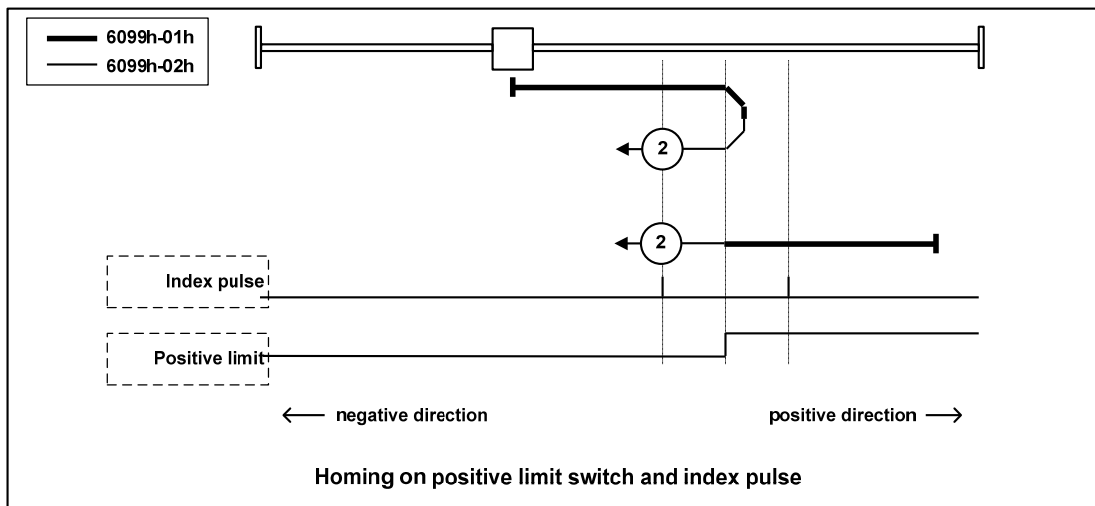 6099h-01h
6099h-02h
2
2
Index pulse
Positive limit
negative direction
positive direction
Homing on positive limit switch and index pulse